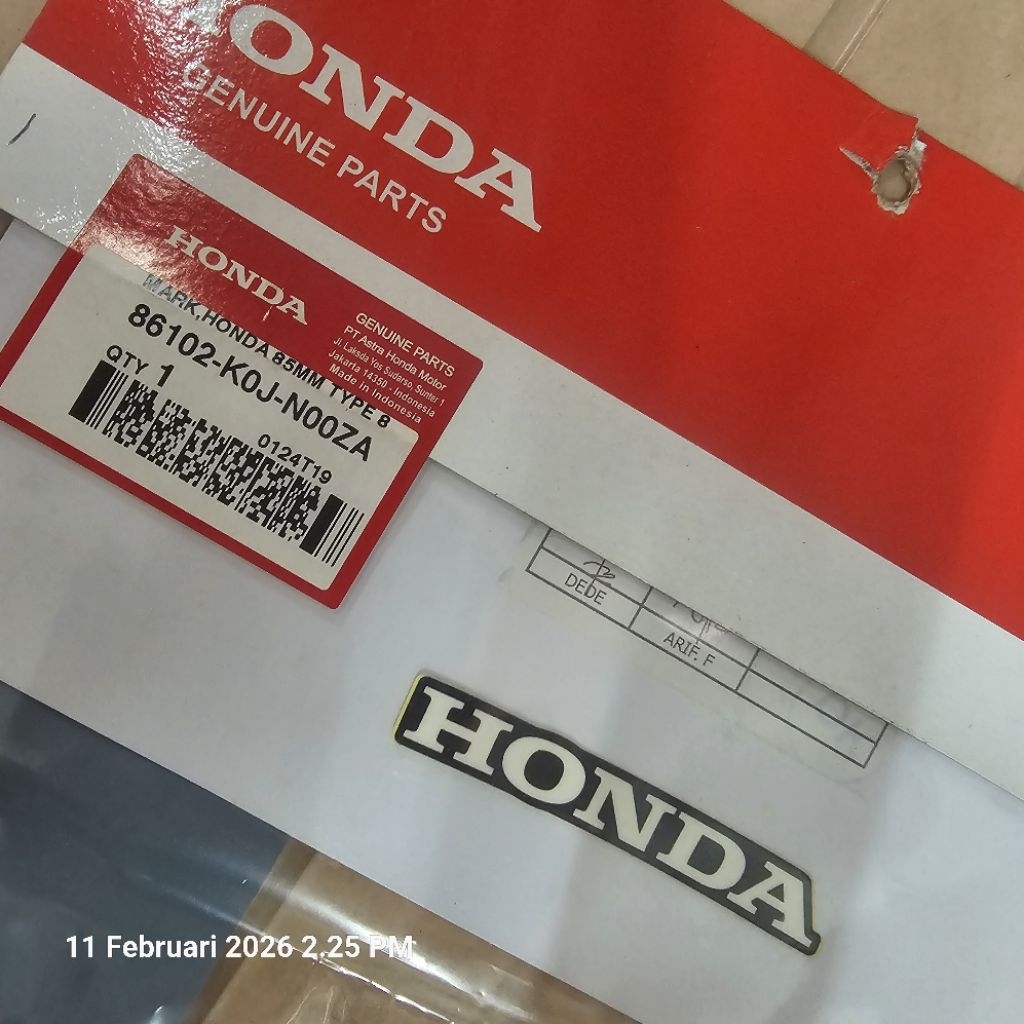 HONDA
GENUINE PARTS
HONDA
GENUINE PARTS
PT Astra Honda Motor
Jl. Laksda Yos Sudarso, Sunter 1
Jakarta 14350 - Indonesia
Made in Indonesia
MARK,HONDA 85MM TYPE 8
86102-K0J-N00ZA
QTY 1
0124T19
DEDE
ARIF. F
HONDA
11 Februari 2026 2.25 PM